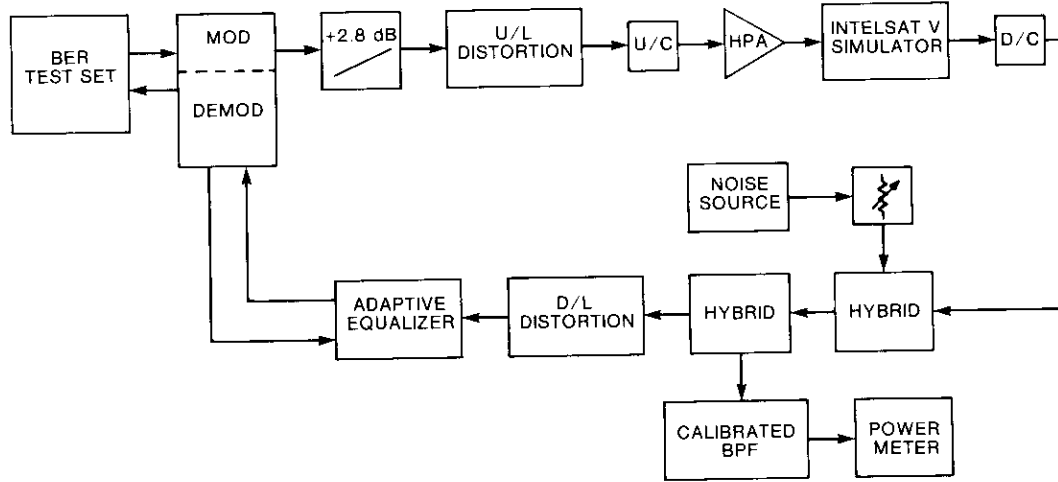 BER
TEST SET
MOD
DEMOD
+2.8 dB
U/L
DISTORTION
U/C
HPA
INTELSAT V
SIMULATOR
D/C
NOISE
SOURCE
ADAPTIVE
EQUALIZER
D/L
DISTORTION
HYBRID
HYBRID
CALIBRATED
BPF
POWER
METER